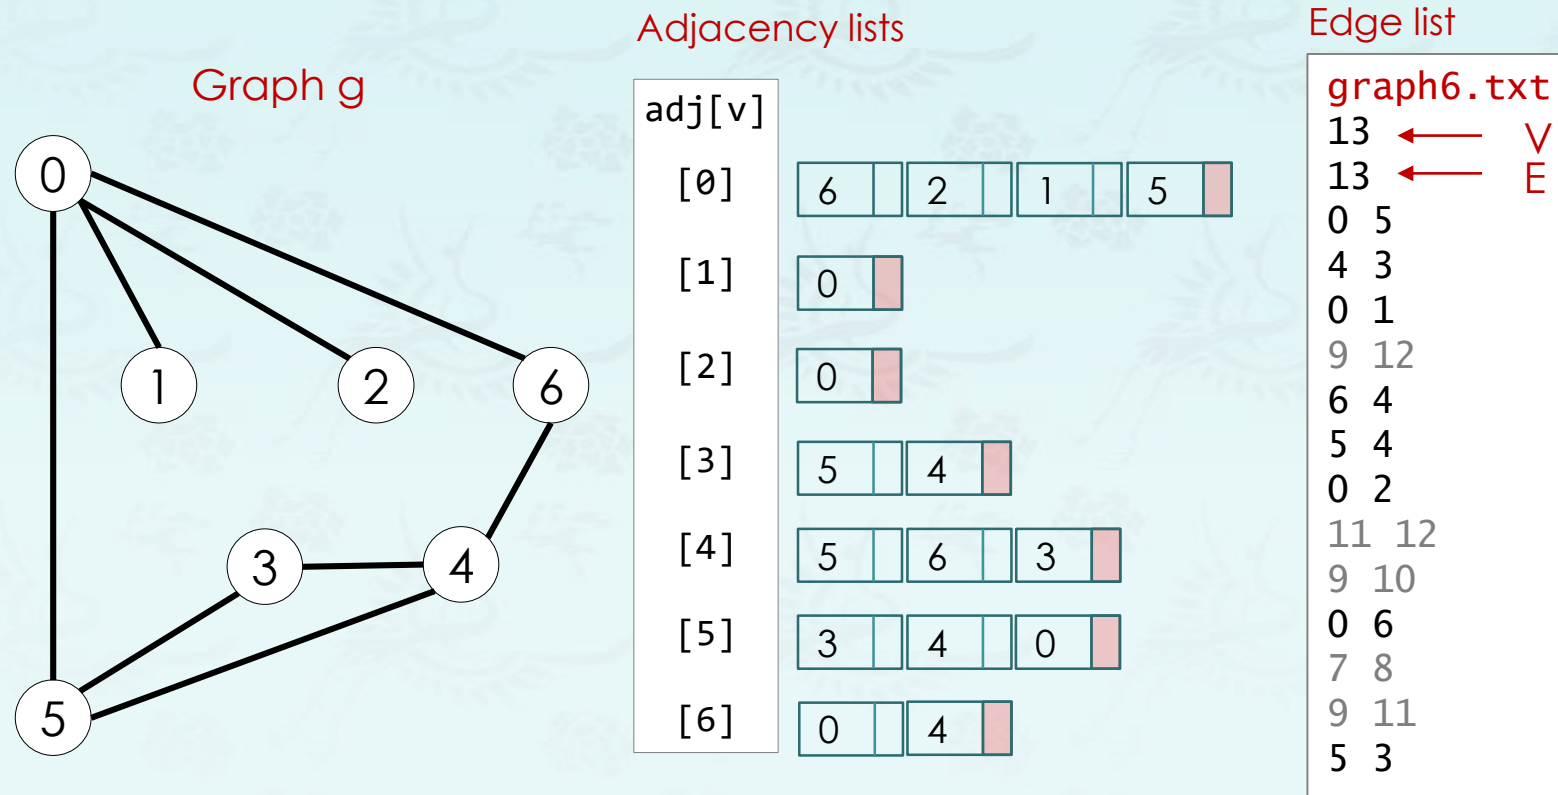 Graph g
0
1
2
6
3
4
5
Adjacency lists
adj[v]
[0] 6 2 1 5
[1] 0
[2] 0
[3] 5 4
[4] 5 6 3
[5] 3 4 0
[6] 0 4
Edge list
graph6.txt
13 V
13 E
0 5
4 3
0 1
9 12
6 4
5 4
0 2
11 12
9 10
0 6
7 8
9 11
5 3